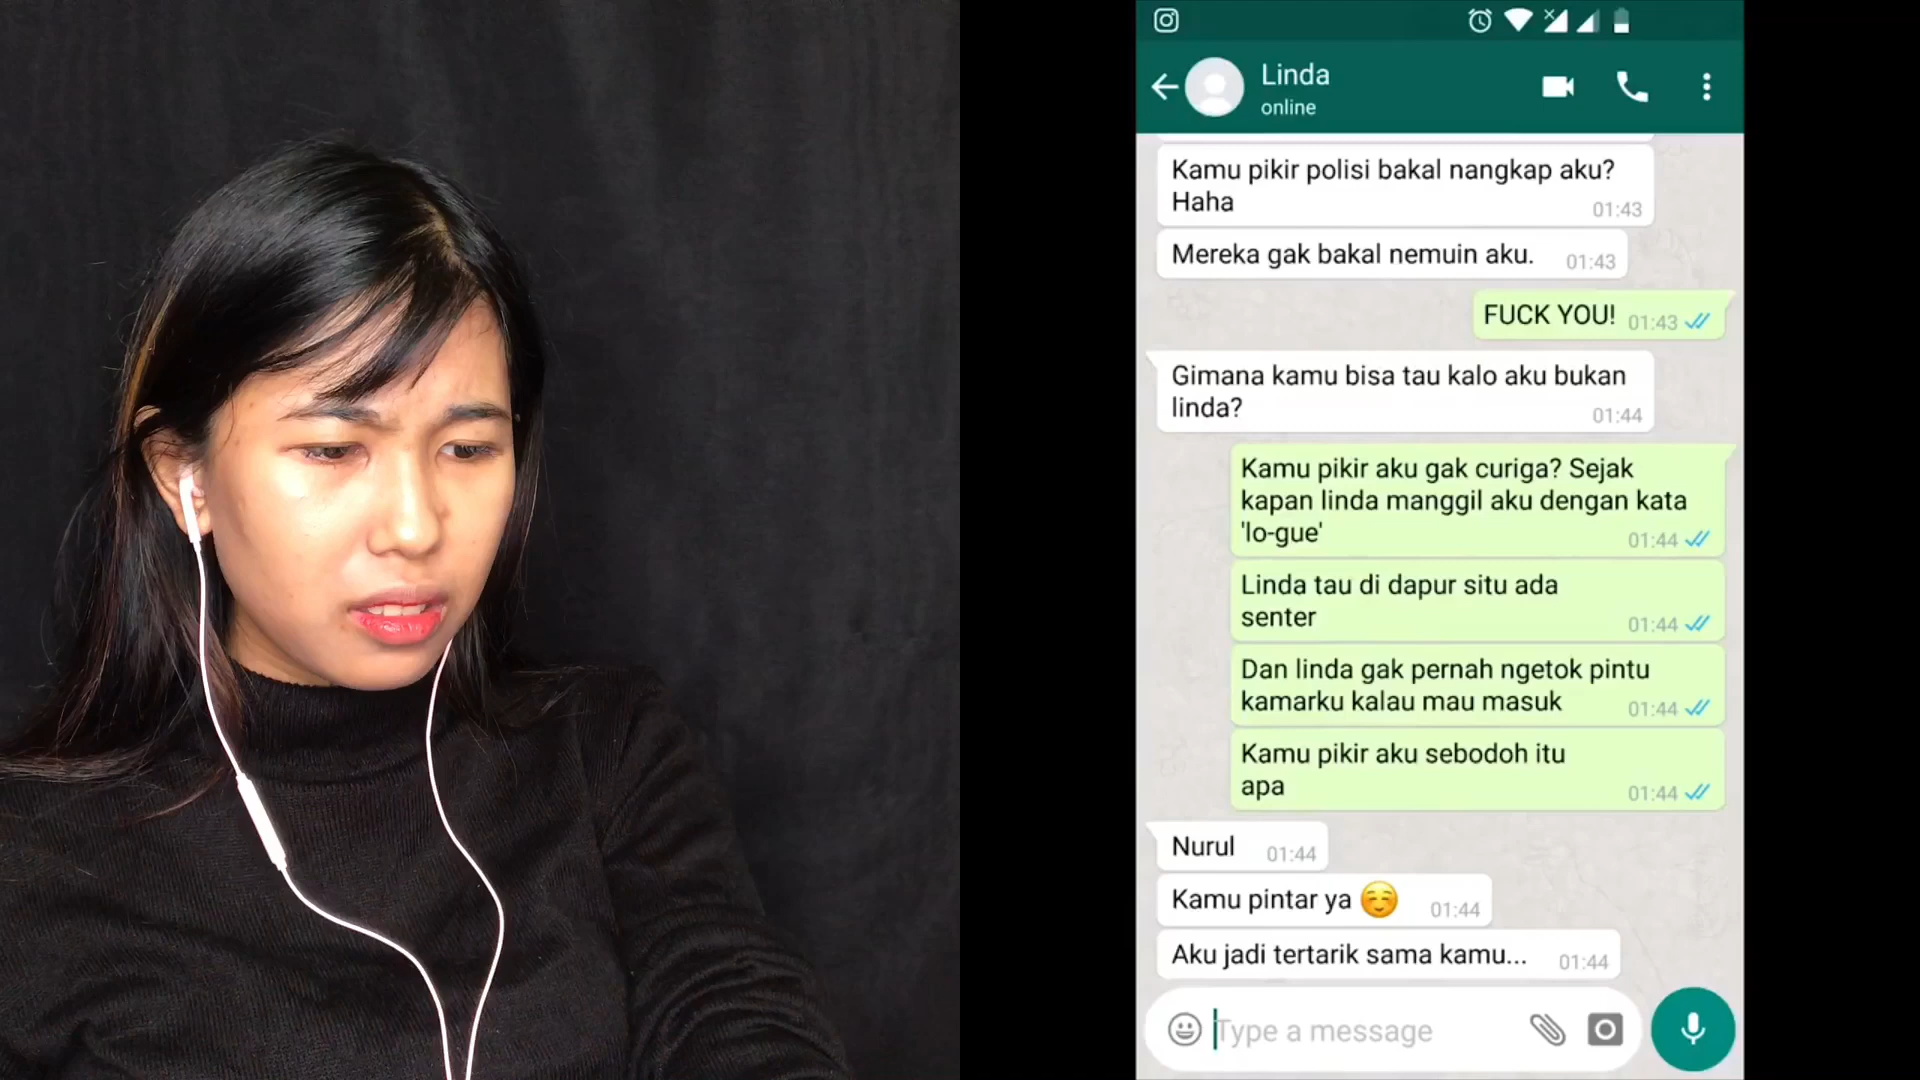 Linda
online
Kamu pikir polisi bakal nangkap aku?
Haha
01:43
Mereka gak bakal nemuin aku.
01:43
FUCK YOU!
01:43
Gimana kamu bisa tau kalo aku bukan
linda?
01:44
Kamu pikir aku gak curiga? Sejak
kapan linda manggil aku dengan kata
'lo-gue'
01:44
Linda tau di dapur situ ada
senter
01:44
Dan linda gak pernah ngetok pintu
kamarku kalau mau masuk
01:44
Kamu pikir aku sebodoh itu
apa
01:44
Nurul
01:44
Kamu pintar ya
01:44
Aku jadi tertarik sama kamu...
01:44
Type a message